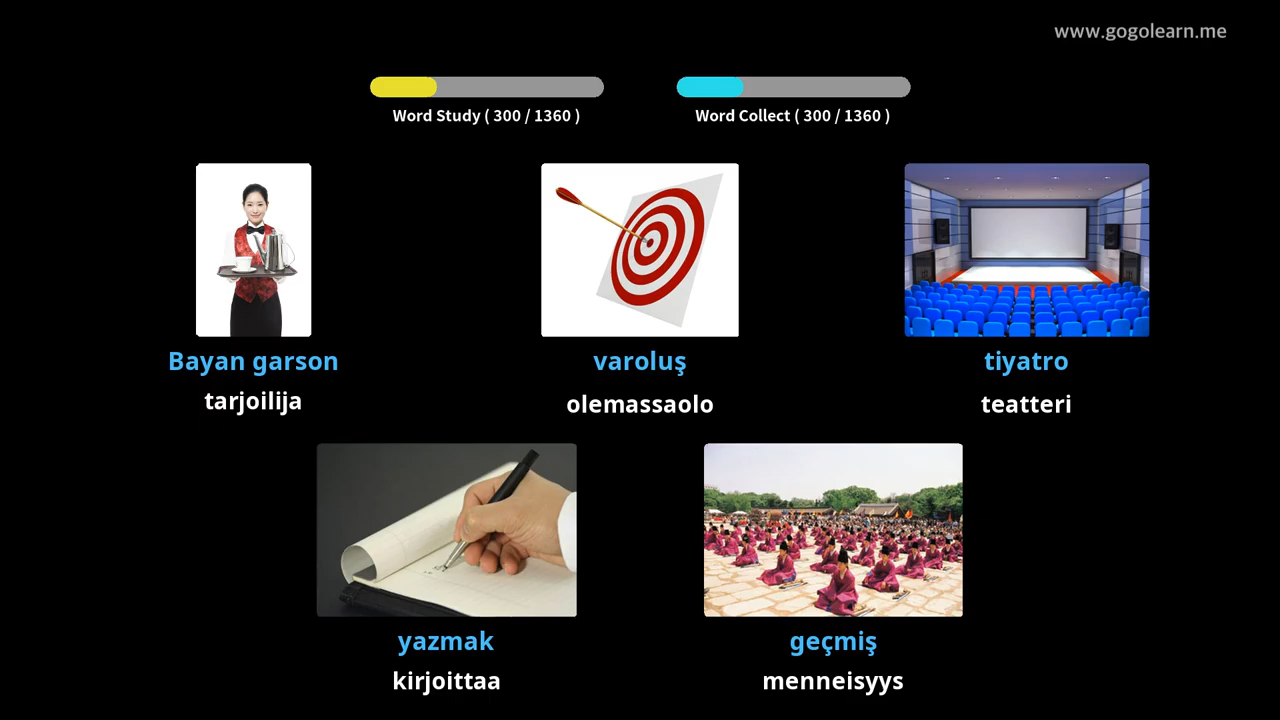 www.gogolearn.me
Word Study ( 300 / 1360 )
Word Collect ( 300 / 1360 )
Bayan garson
tarjoilija
varoluş
olemassaolo
tiyatro
teatteri
yazmak
kirjoittaa
geçmiş
menneisyys